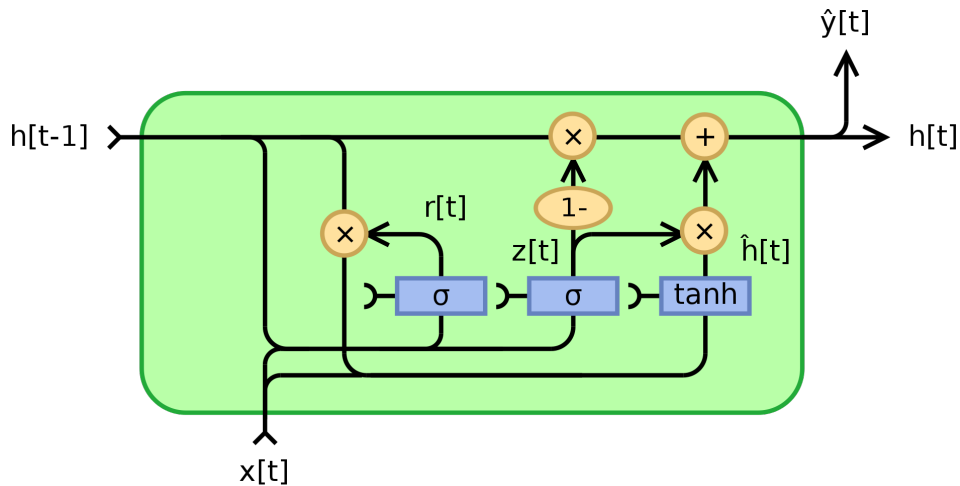 ŷ[t]
h[t-1]
×
+
h[t]
1-
r[t]
×
×
z[t]
ĥ[t]
σ
σ
tanh
x[t]